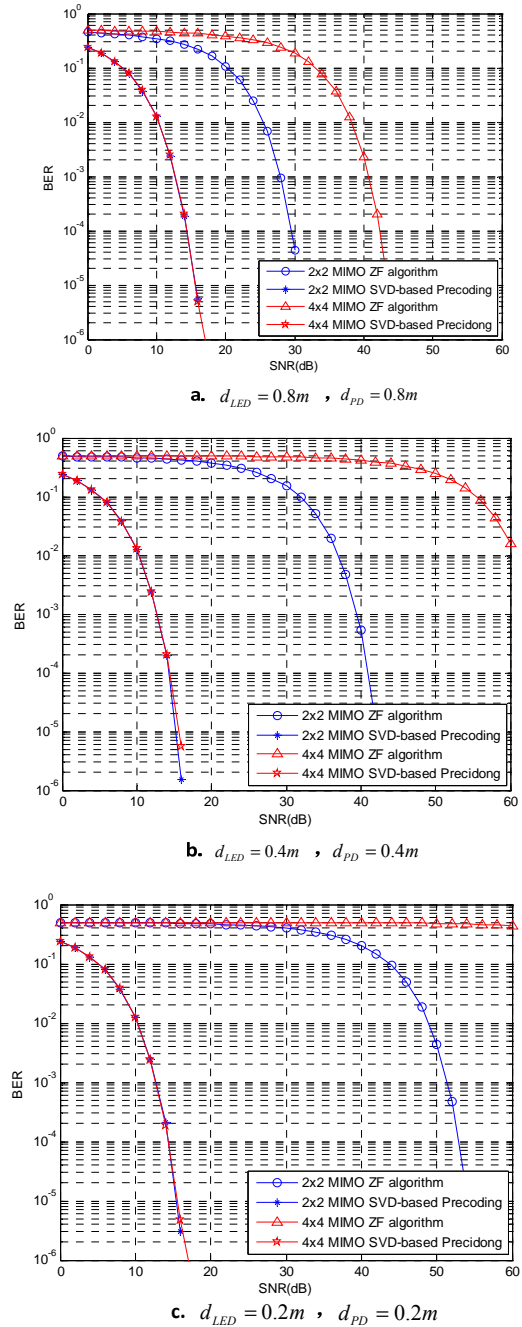 10^0
10^-1
10^-2
10^-3
10^-4
10^-5
10^-6
BER
0 10 20 30 40 50 60
SNR(dB)
2x2 MIMO ZF algorithm
2x2 MIMO SVD-based Precoding
4x4 MIMO ZF algorithm
4x4 MIMO SVD-based Precidong
a. d_LED = 0.8m , d_PD = 0.8m
10^0
10^-1
10^-2
10^-3
10^-4
10^-5
10^-6
BER
0 10 20 30 40 50 60
SNR(dB)
2x2 MIMO ZF algorithm
2x2 MIMO SVD-based Precoding
4x4 MIMO ZF algorithm
4x4 MIMO SVD-based Precidong
b. d_LED = 0.4m , d_PD = 0.4m
10^0
10^-1
10^-2
10^-3
10^-4
10^-5
10^-6
BER
0 10 20 30 40 50 60
SNR(dB)
2x2 MIMO ZF algorithm
2x2 MIMO SVD-based Precoding
4x4 MIMO ZF algorithm
4x4 MIMO SVD-based Precidong
c. d_LED = 0.2m , d_PD = 0.2m